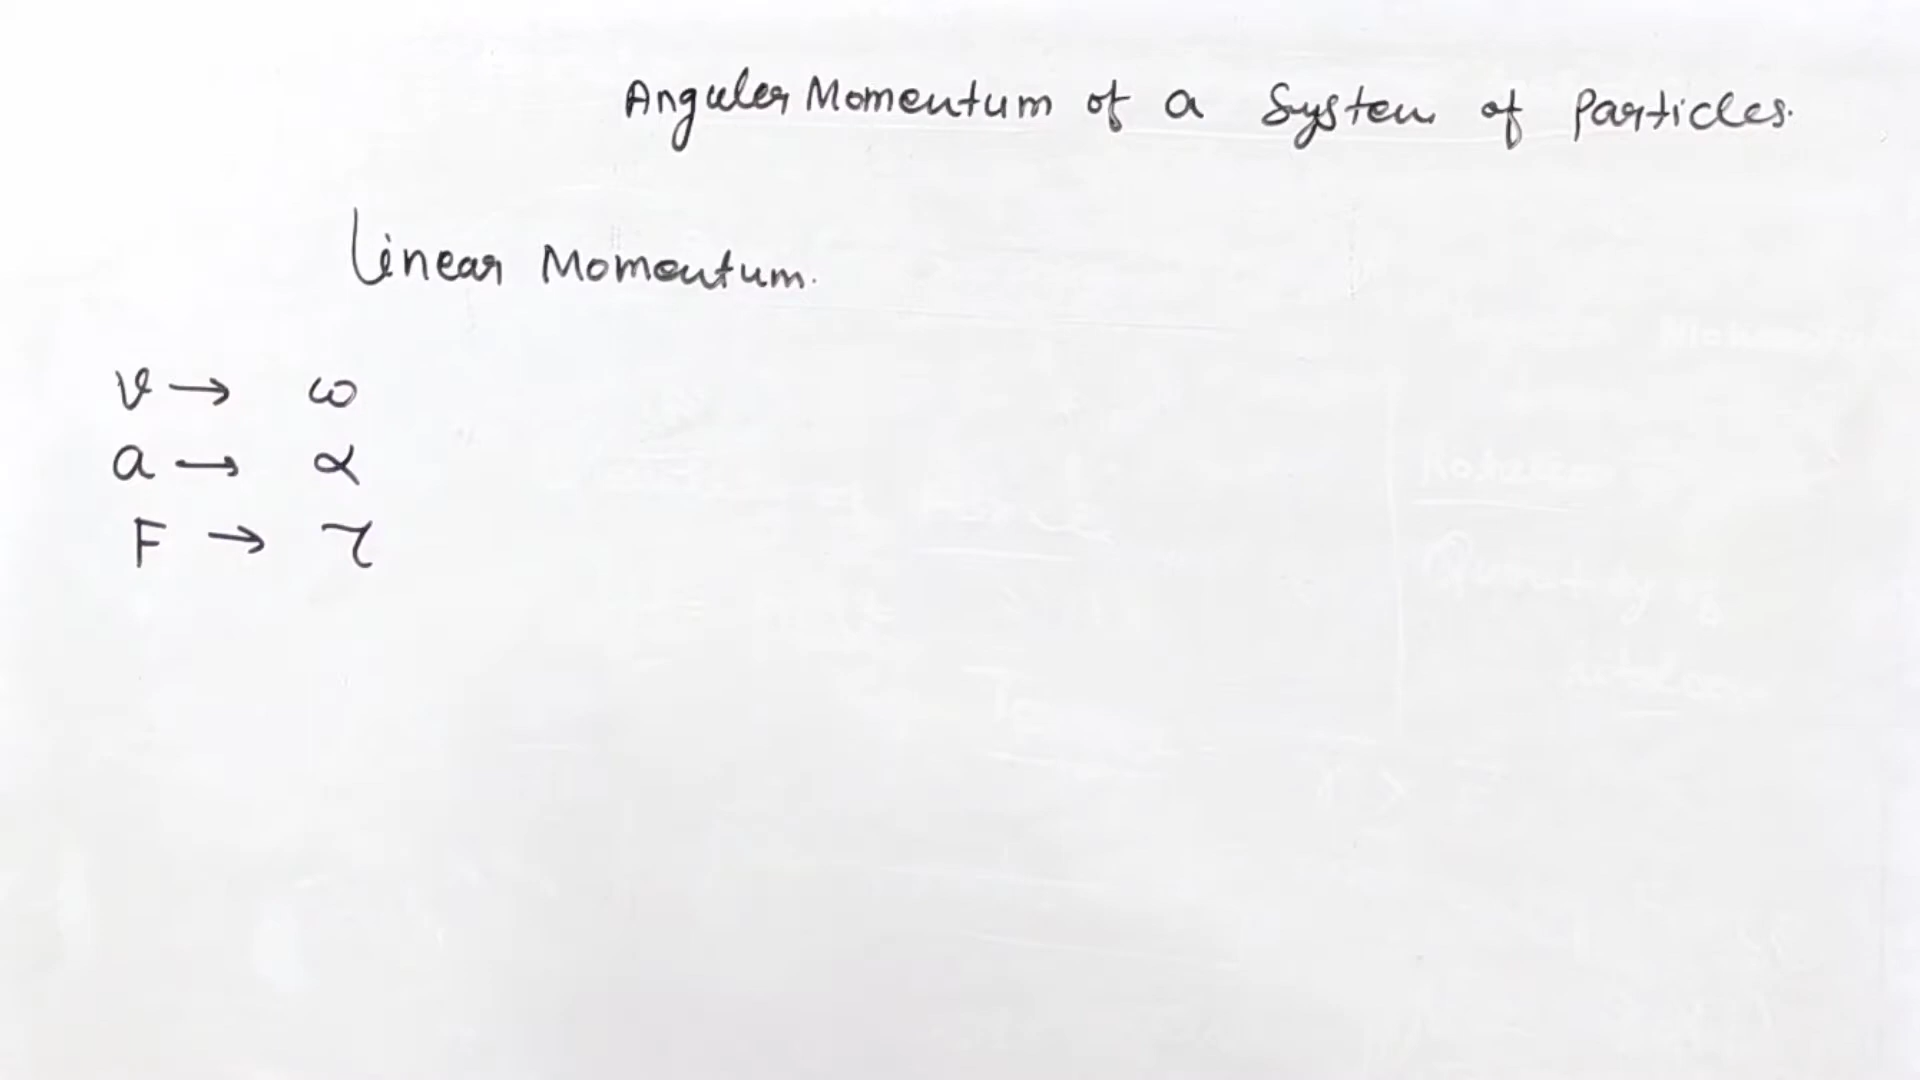 Anguler Momentum of a System of Particles.
Linear Momentum.
v → ω
a → α
F → τ